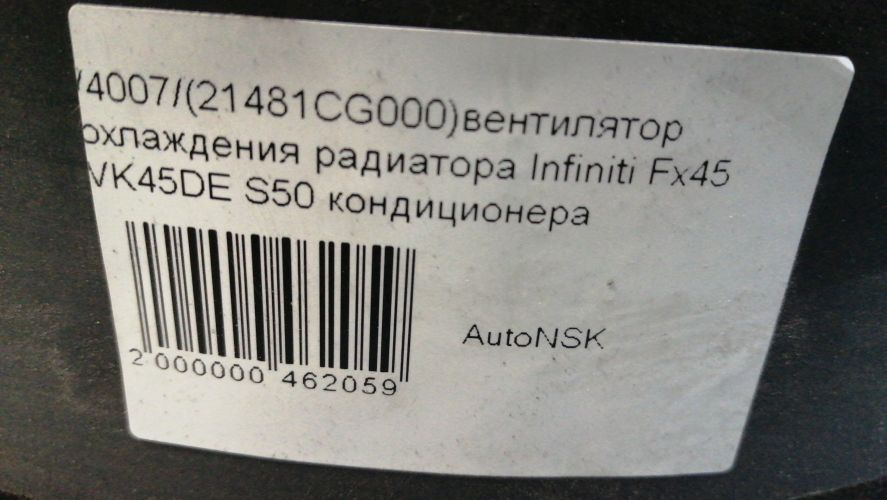 /4007/(21481CG000)вентилятор
охлаждения радиатора Infiniti Fx45
VK45DE S50 кондиционера
AutoNSK
2 000000 462059